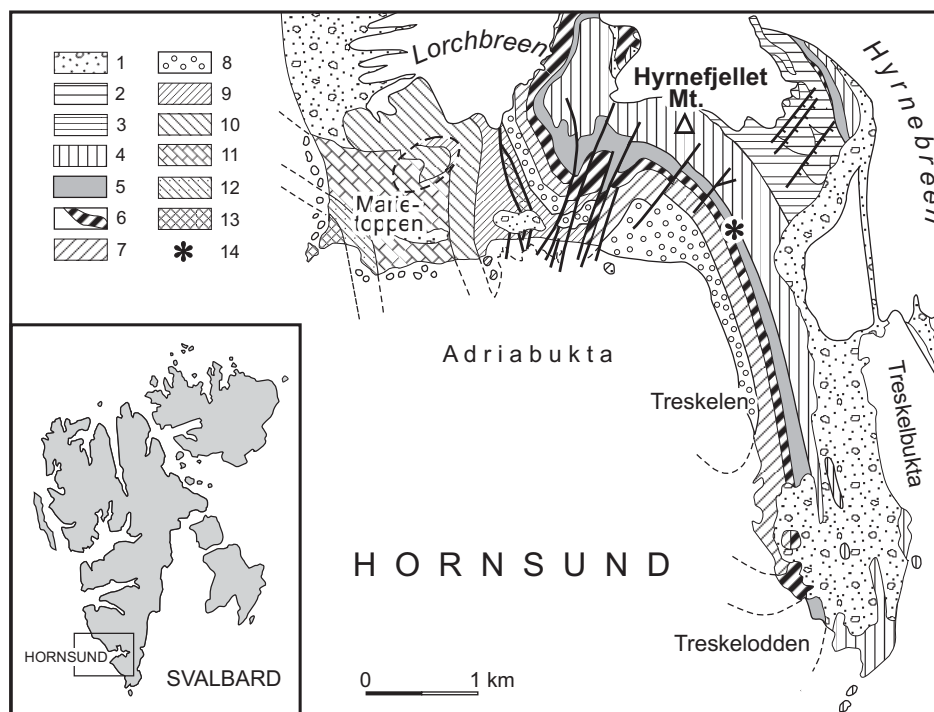 1
2
3
4
5
6
7
8
9
10
11
12
13
14
Lorchbreen
Hyrnefjellet
Mt.
Hyrnebreen
Marie-
toppen
Adriabukta
Treskelen
Treskelbukta
HORNSUND
Treskelodden
HORNSUND
SVALBARD
0
1 km